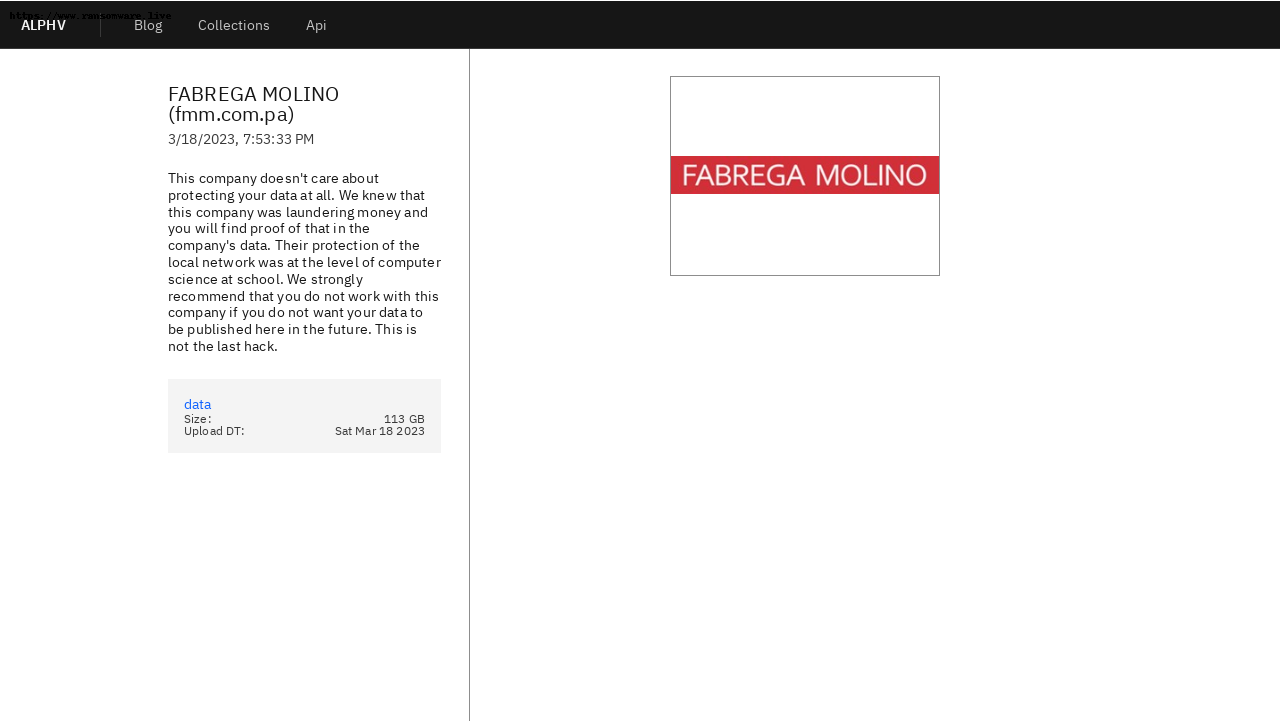 https://www.ransomware.live
ALPHV
Blog
Collections
Api
FABREGA MOLINO
(fmm.com.pa)
3/18/2023, 7:53:33 PM
This company doesn't care about
protecting your data at all. We knew that
this company was laundering money and
you will find proof of that in the
company's data. Their protection of the
local network was at the level of computer
science at school. We strongly
recommend that you do not work with this
company if you do not want your data to
be published here in the future. This is
not the last hack.
data
Size: 113 GB
Upload DT: Sat Mar 18 2023
FABREGA MOLINO